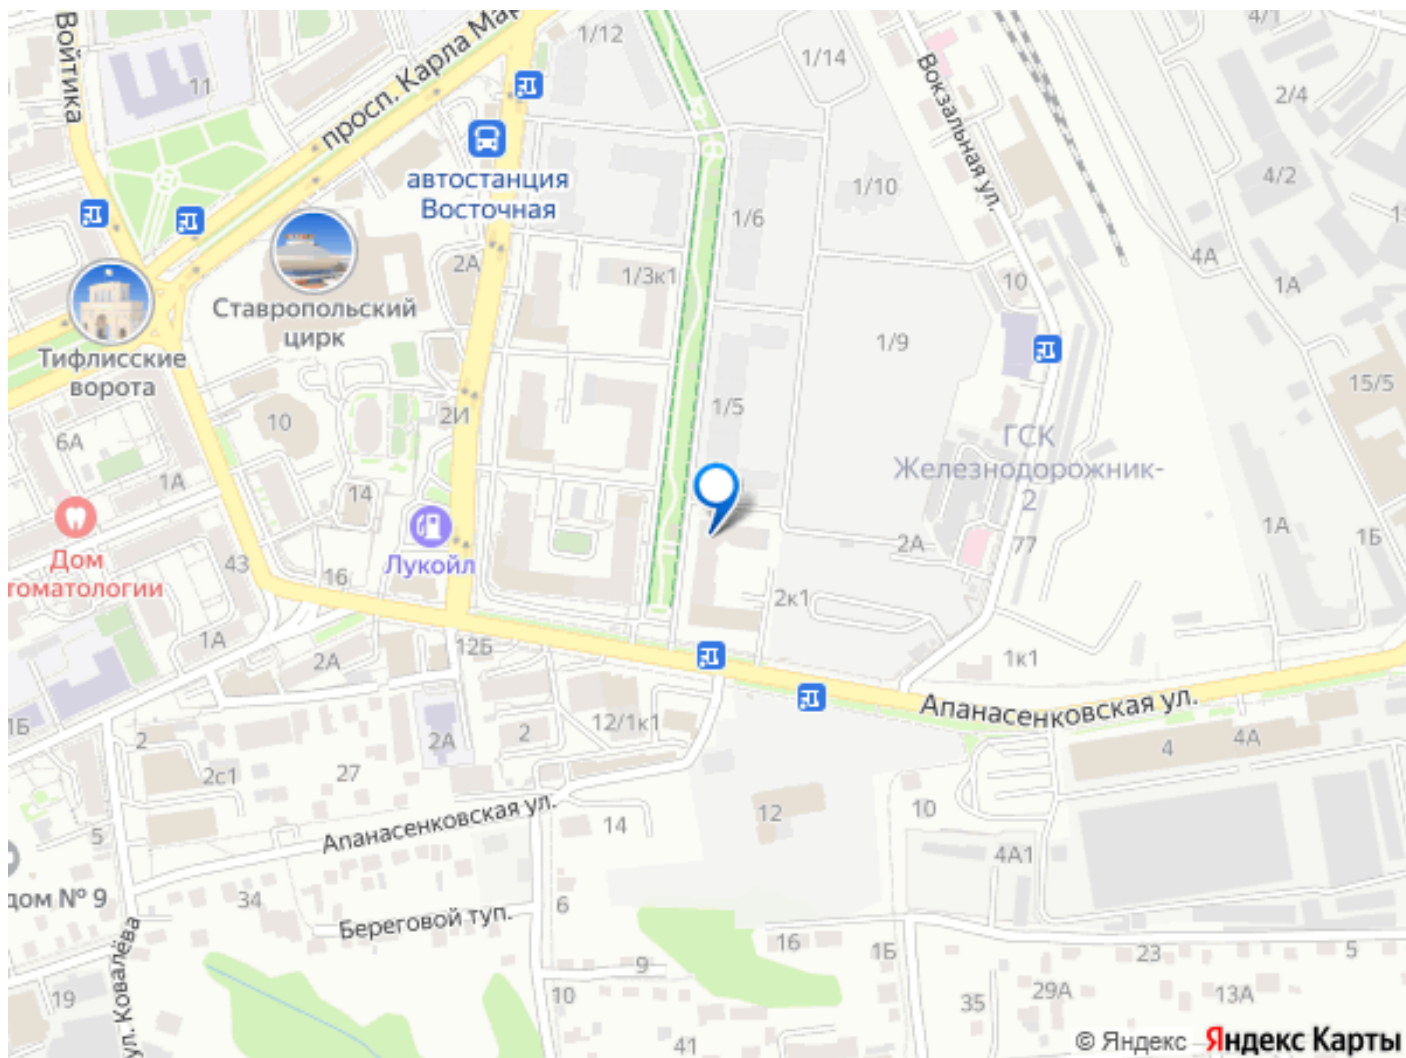 Войтика
11
просп. Карла Мар
1/12
1/14
Вокзальная ул.
4/1
2/4
автостанция
Восточная
1/10
4/2
1/6
2А
1/3к1
10
4А
1А
Ставропольский
цирк
1/9
Тифлисские
ворота
15/5
1/5
2И
10
6А
ГСК
Железнодорожник-
2
1А
14
1А
1Б
Дом
томатологии
Лукойл
2А
77
43
16
2к1
1А
2А
12Б
1к1
Апанасенковская ул.
1Б
2
2А
2
12/1к1
4
4А
2с1
27
12
10
5
Апанасенковская ул.
14
4А1
дом № 9
34
Береговой туп.
6
16
1Б
23
5
ул. Ковалёва
9
19
10
35
29А
13А
41
© Яндекс
Яндекс Карты